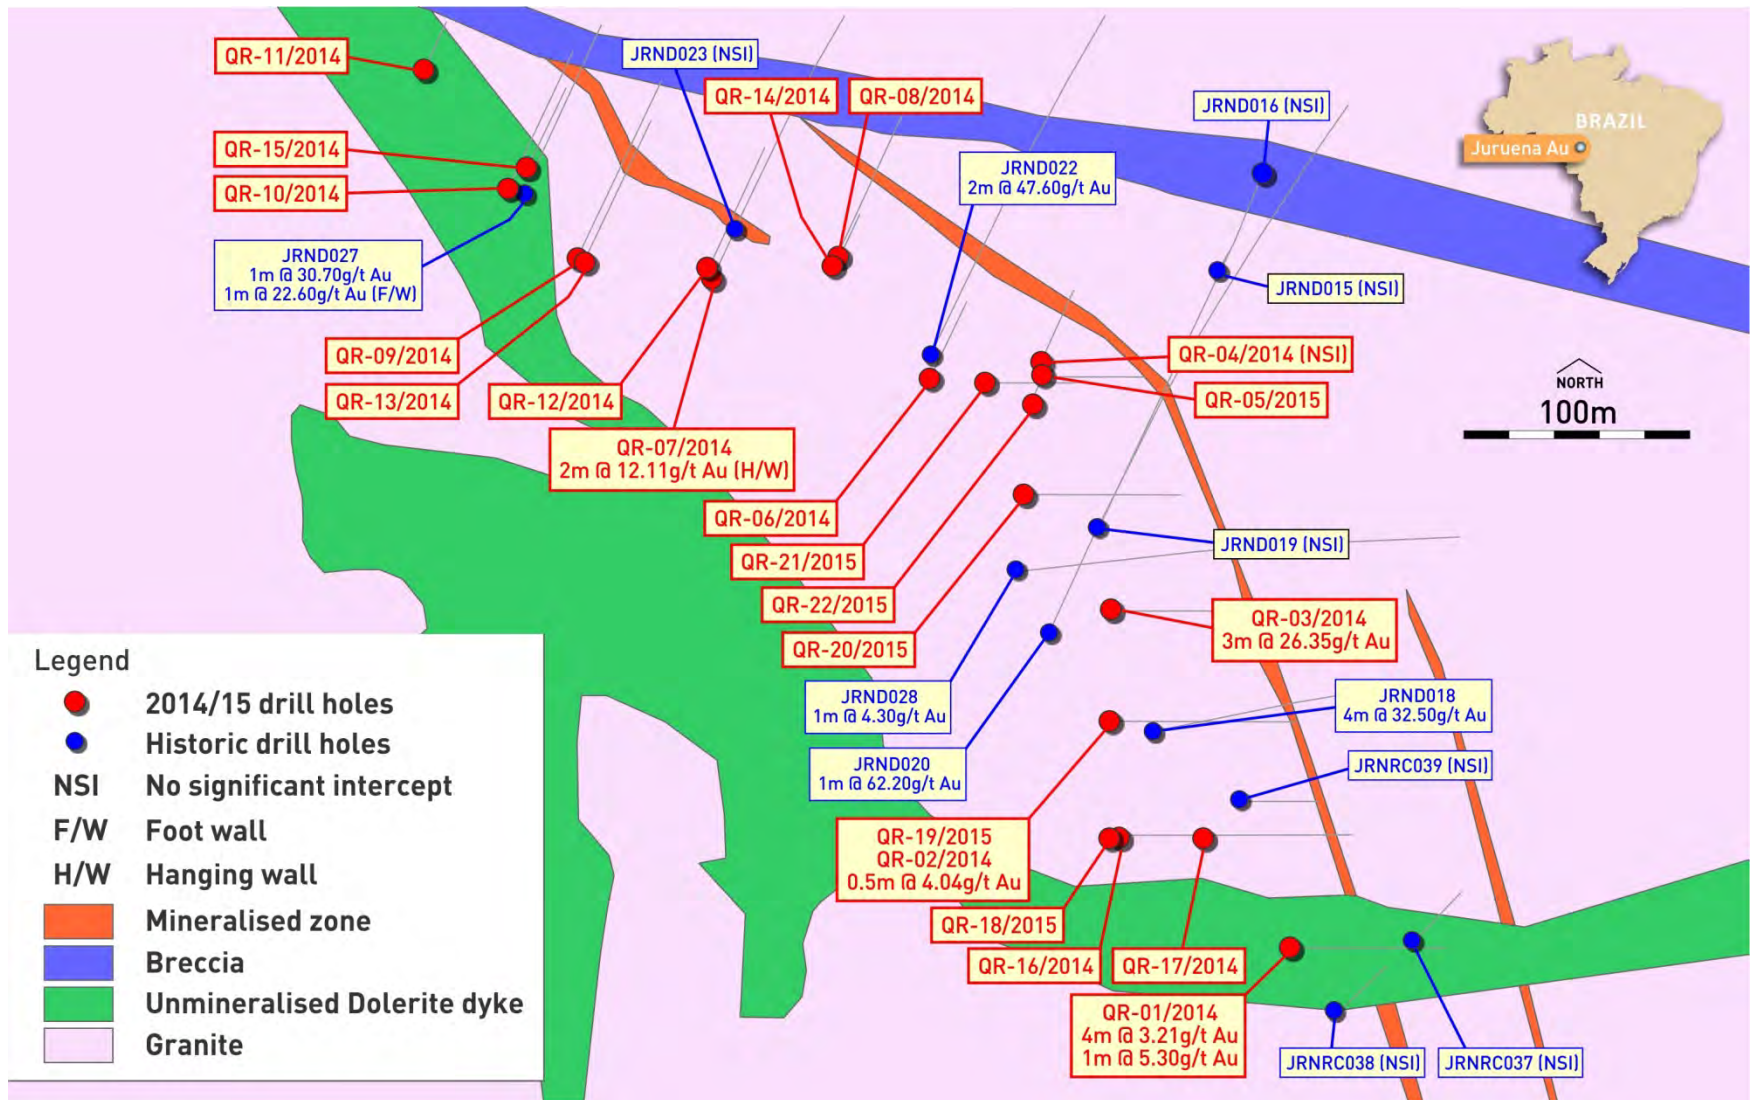 QR-11/2014
JRND023 (NSI)
QR-14/2014
QR-08/2014
JRND016 (NSI)
BRAZIL
Juruena Au
QR-15/2014
QR-10/2014
JRND022
2m @ 47.60g/t Au
JRND027
1m @ 30.70g/t Au
1m @ 22.60g/t Au (F/W)
JRND015 (NSI)
QR-09/2014
QR-04/2014 (NSI)
QR-13/2014
QR-12/2014
QR-05/2015
NORTH
100m
QR-07/2014
2m @ 12.11g/t Au (H/W)
QR-06/2014
QR-21/2015
JRND019 (NSI)
QR-22/2015
QR-03/2014
3m @ 26.35g/t Au
QR-20/2015
JRND028
1m @ 4.30g/t Au
JRND018
4m @ 32.50g/t Au
JRND020
1m @ 62.20g/t Au
JRNRC039 (NSI)
QR-19/2015
QR-02/2014
0.5m @ 4.04g/t Au
QR-18/2015
QR-16/2014
QR-17/2014
QR-01/2014
4m @ 3.21g/t Au
1m @ 5.30g/t Au
JRNRC038 (NSI)
JRNRC037 (NSI)
Legend
2014/15 drill holes
Historic drill holes
NSI No significant intercept
F/W Foot wall
H/W Hanging wall
Mineralised zone
Breccia
Unmineralised Dolerite dyke
Granite